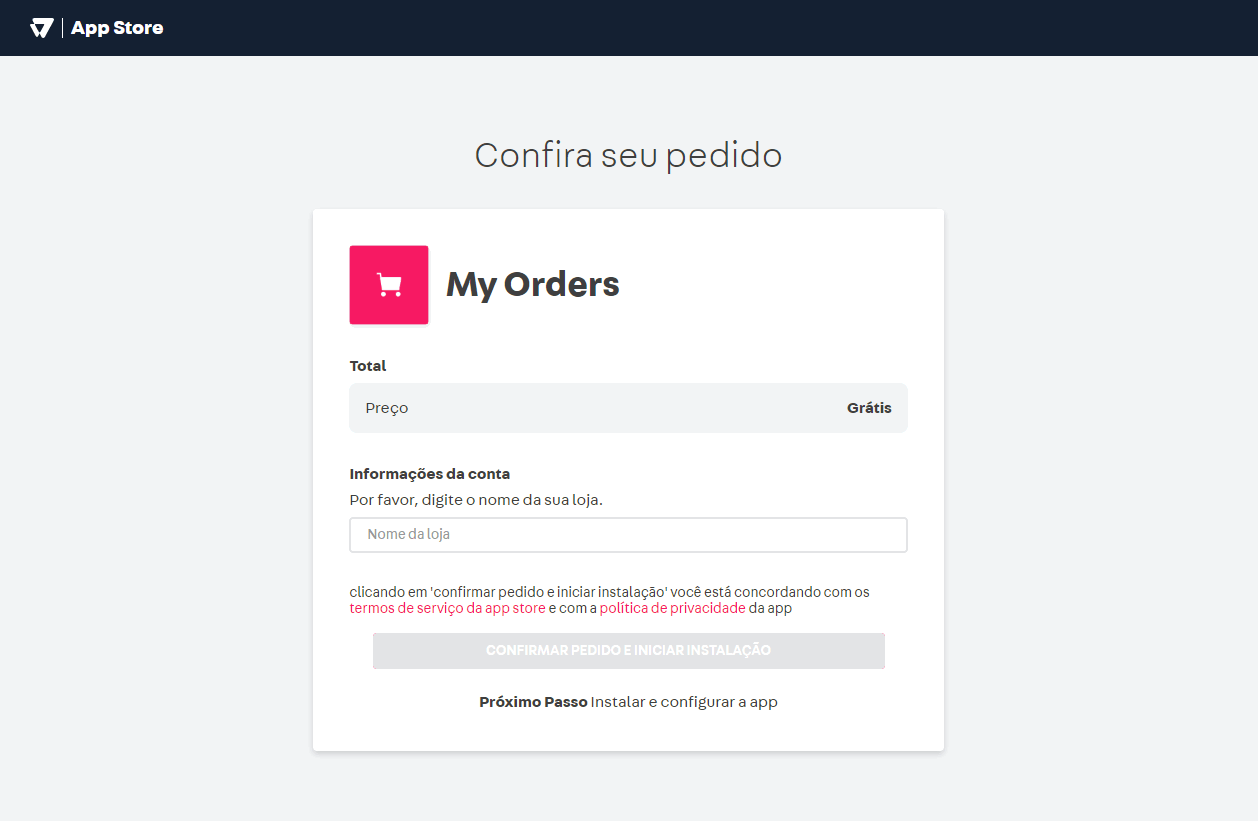 App Store
Confira seu pedido
My Orders
Total
Preço Grátis
Informações da conta
Por favor, digite o nome da sua loja.
Nome da loja
clicando em 'confirmar pedido e iniciar instalação' você está concordando com os
termos de serviço da app store e com a política de privacidade da app
CONFIRMAR PEDIDO E INICIAR INSTALAÇÃO
Próximo Passo Instalar e configurar a app